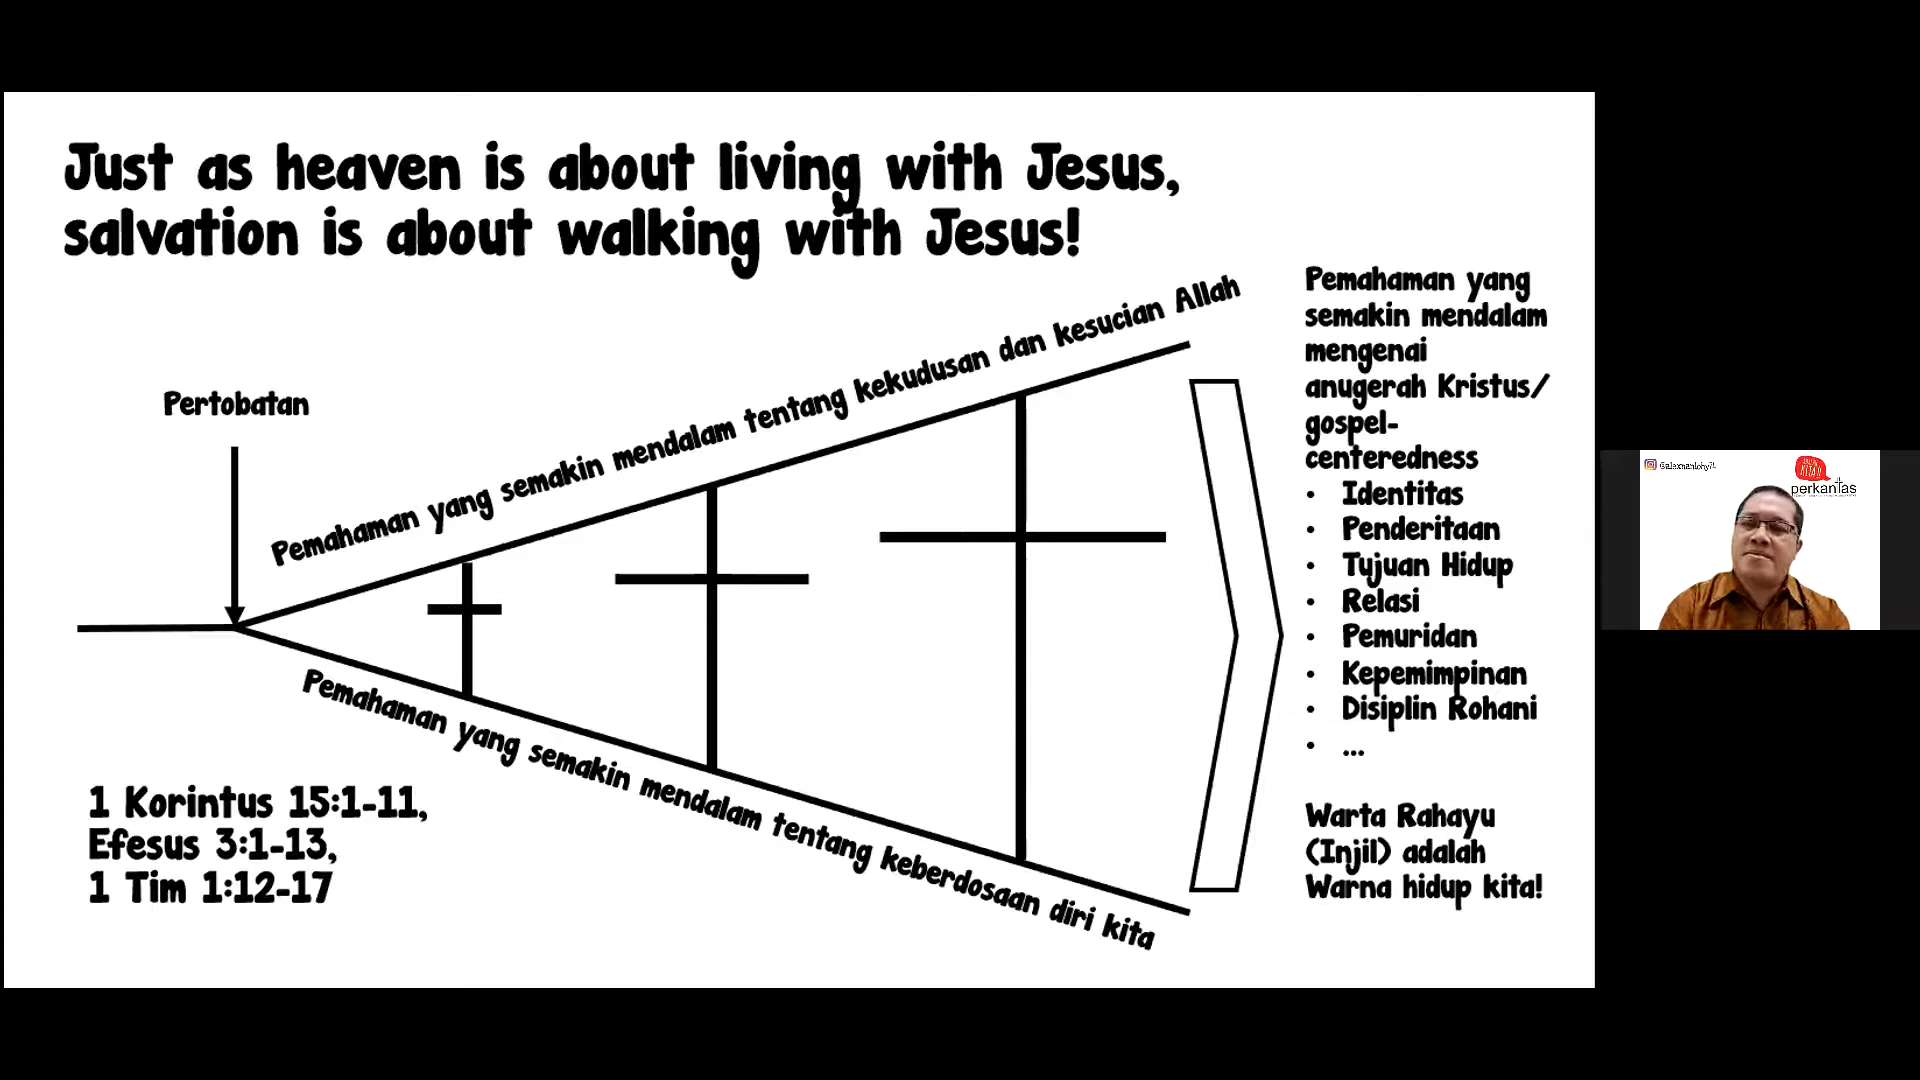 Just as heaven is about living with Jesus,
salvation is about walking with Jesus!
Pertobatan
Pemahaman yang semakin mendalam tentang kekudusan dan kesucian Allah
Pemahaman yang semakin mendalam tentang keberdosaan diri kita
1 Korintus 15:1-11,
Efesus 3:1-13,
1 Tim 1:12-17
Pemahaman yang
semakin mendalam
mengenai
anugerah Kristus/
gospel-
centeredness
• Identitas
• Penderitaan
• Tujuan Hidup
• Relasi
• Pemuridan
• Kepemimpinan
• Disiplin Rohani
• ...
Warta Rahayu
(Injil) adalah
Warna hidup kita!
perkantas